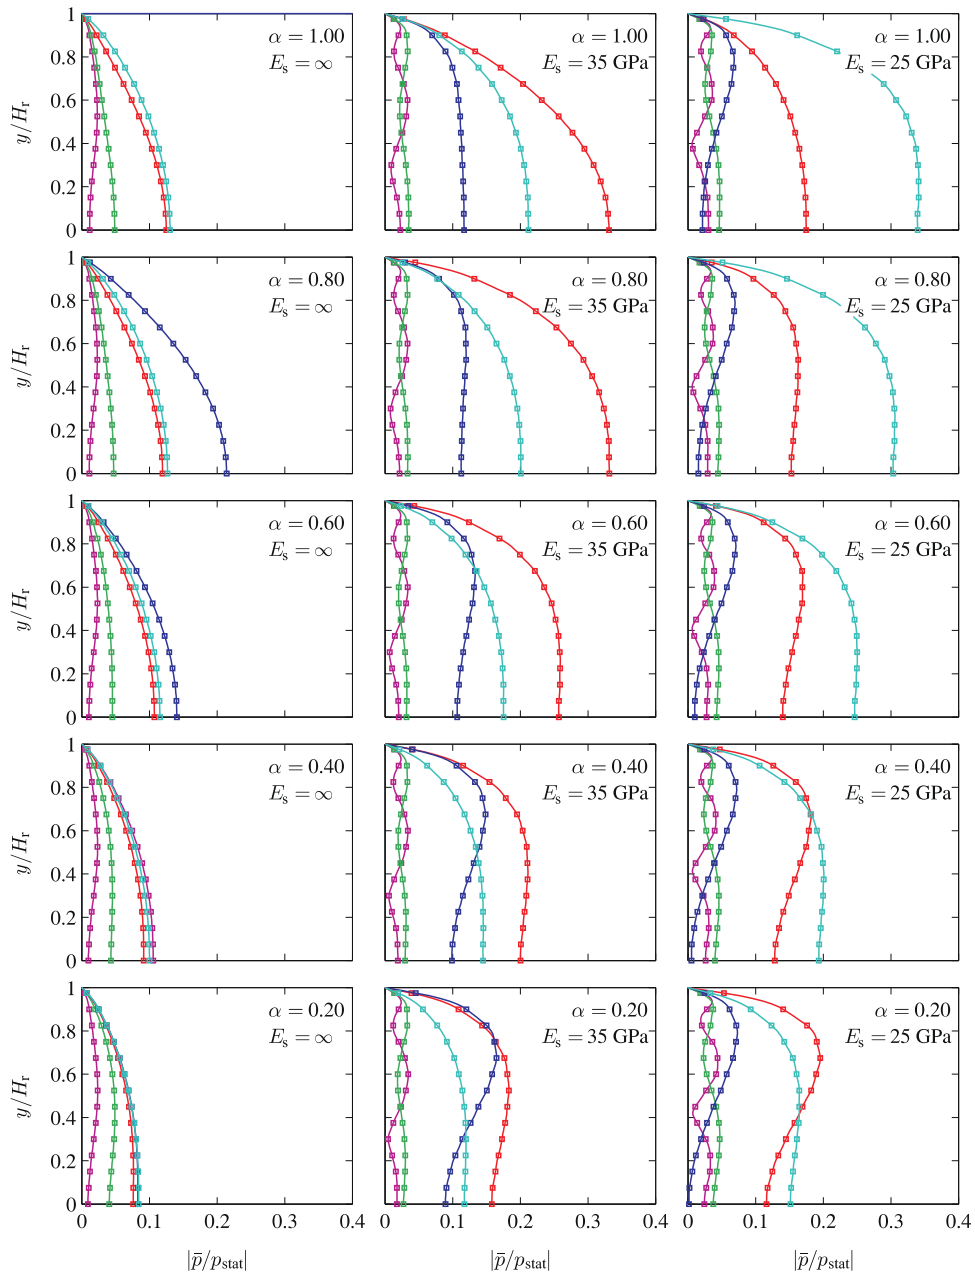 1
0.8
0.6
0.4
0.2
0
y/H_r
α = 1.00
E_s = ∞
α = 1.00
E_s = 35 GPa
α = 1.00
E_s = 25 GPa
1
0.8
0.6
0.4
0.2
0
y/H_r
α = 0.80
E_s = ∞
α = 0.80
E_s = 35 GPa
α = 0.80
E_s = 25 GPa
1
0.8
0.6
0.4
0.2
0
y/H_r
α = 0.60
E_s = ∞
α = 0.60
E_s = 35 GPa
α = 0.60
E_s = 25 GPa
1
0.8
0.6
0.4
0.2
0
y/H_r
α = 0.40
E_s = ∞
α = 0.40
E_s = 35 GPa
α = 0.40
E_s = 25 GPa
1
0.8
0.6
0.4
0.2
0
y/H_r
α = 0.20
E_s = ∞
α = 0.20
E_s = 35 GPa
α = 0.20
E_s = 25 GPa
0 0.1 0.2 0.3 0.4
0 0.1 0.2 0.3 0.4
0 0.1 0.2 0.3 0.4
|p̄/p_stat|
|p̄/p_stat|
|p̄/p_stat|